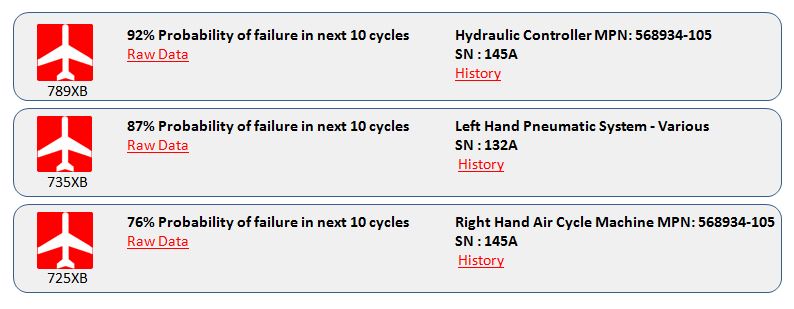 92% Probability of failure in next 10 cycles
Raw Data
Hydraulic Controller MPN: 568934-105
SN : 145A
History
789XB
87% Probability of failure in next 10 cycles
Raw Data
Left Hand Pneumatic System - Various
SN : 132A
History
735XB
76% Probability of failure in next 10 cycles
Raw Data
Right Hand Air Cycle Machine MPN: 568934-105
SN : 145A
History
725XB